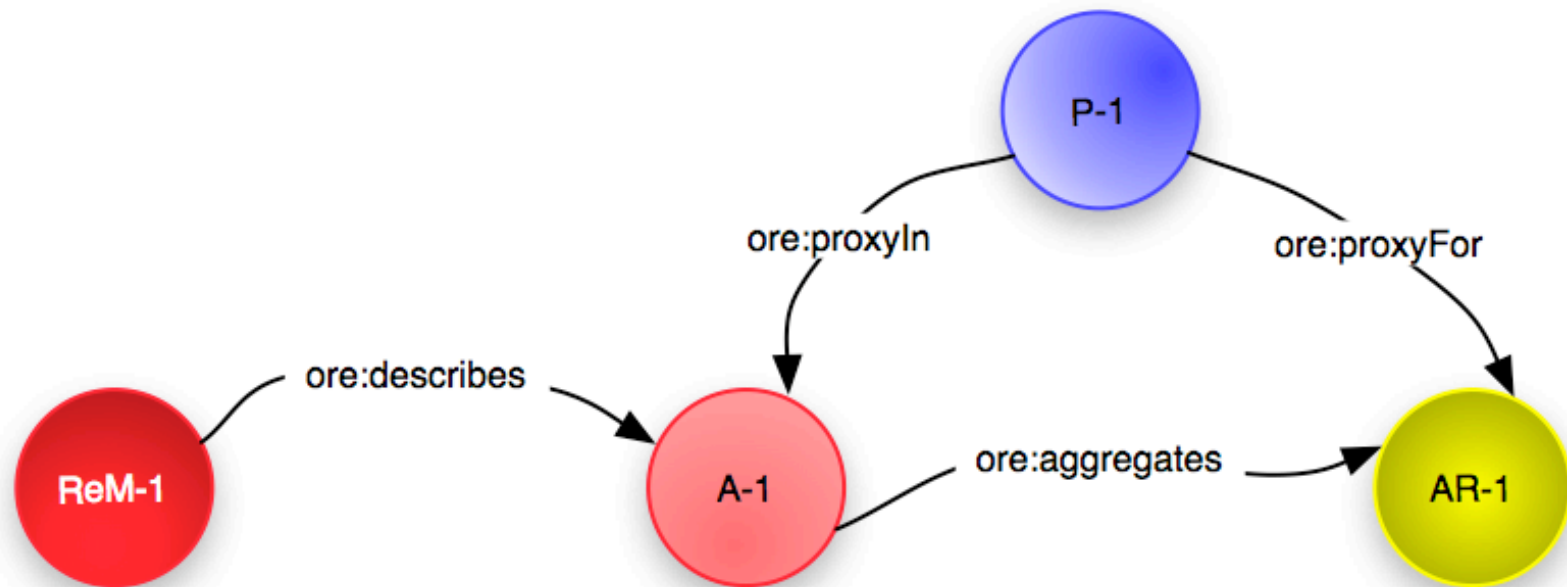 P-1
ore:proxyIn
ore:proxyFor
ore:describes
ore:aggregates
ReM-1
A-1
AR-1